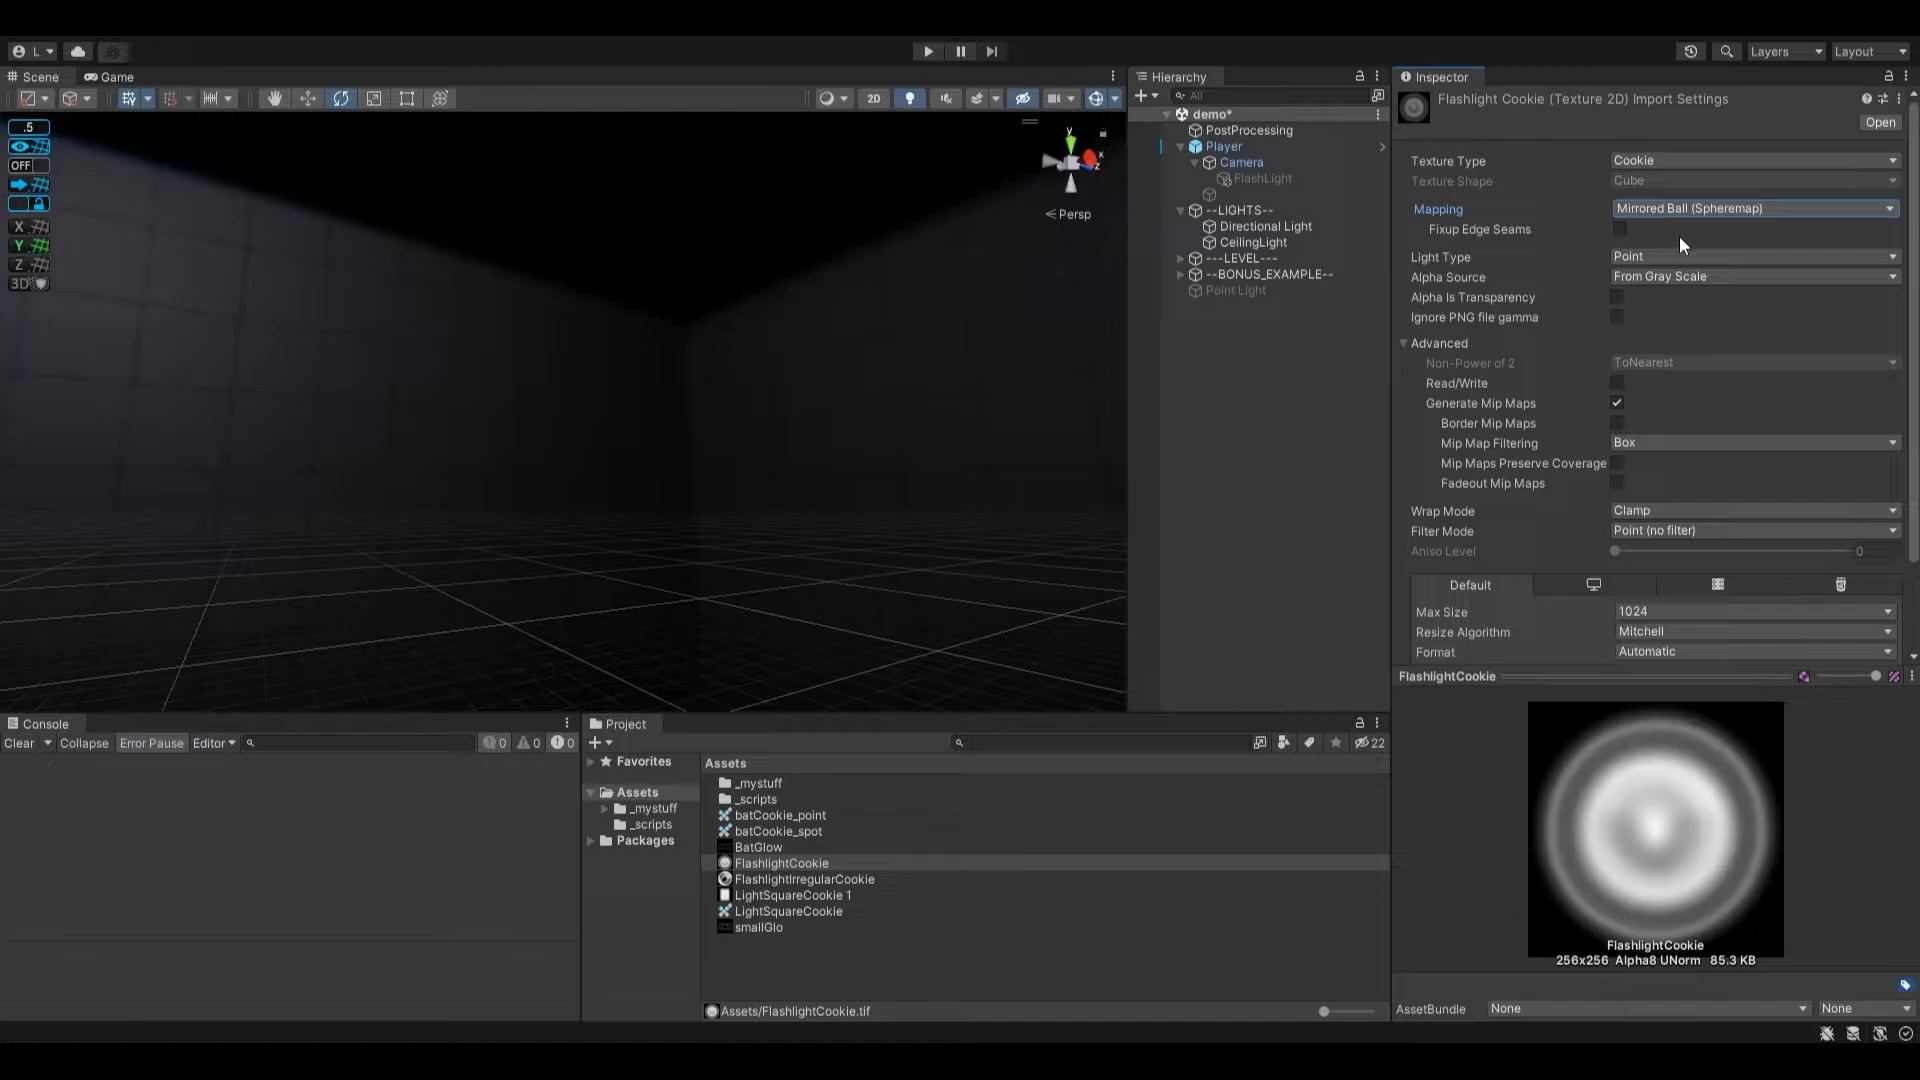 L
Layers
Layout
Scene
Game
2D
.5
OFF
X
Y
Z
3D
y
x
z
Persp
Hierarchy
All
demo*
PostProcessing
Player
Camera
FlashLight
--LIGHTS--
Directional Light
CeilingLight
---LEVEL---
--BONUS_EXAMPLE--
Point Light
Inspector
Flashlight Cookie (Texture 2D) Import Settings
Open
Texture Type Cookie
Texture Shape Cube
Mapping Mirrored Ball (Spheremap)
Fixup Edge Seams
Light Type Point
Alpha Source From Gray Scale
Alpha Is Transparency
Ignore PNG file gamma
Advanced
Non-Power of 2 ToNearest
Read/Write
Generate Mip Maps
Border Mip Maps
Mip Map Filtering Box
Mip Maps Preserve Coverage
Fadeout Mip Maps
Wrap Mode Clamp
Filter Mode Point (no filter)
Aniso Level 0
Default
Max Size 1024
Resize Algorithm Mitchell
Format Automatic
FlashlightCookie
FlashlightCookie
256x256 Alpha8 UNorm 85.3 KB
AssetBundle None None
Console
Clear Collapse Error Pause Editor 0 0 0
Project
22
Favorites
Assets
_mystuff
_scripts
Packages
Assets
_mystuff
_scripts
batCookie_point
batCookie_spot
BatGlow
FlashlightCookie
FlashlightIrregularCookie
LightSquareCookie 1
LightSquareCookie
smallGlo
Assets/FlashlightCookie.tif